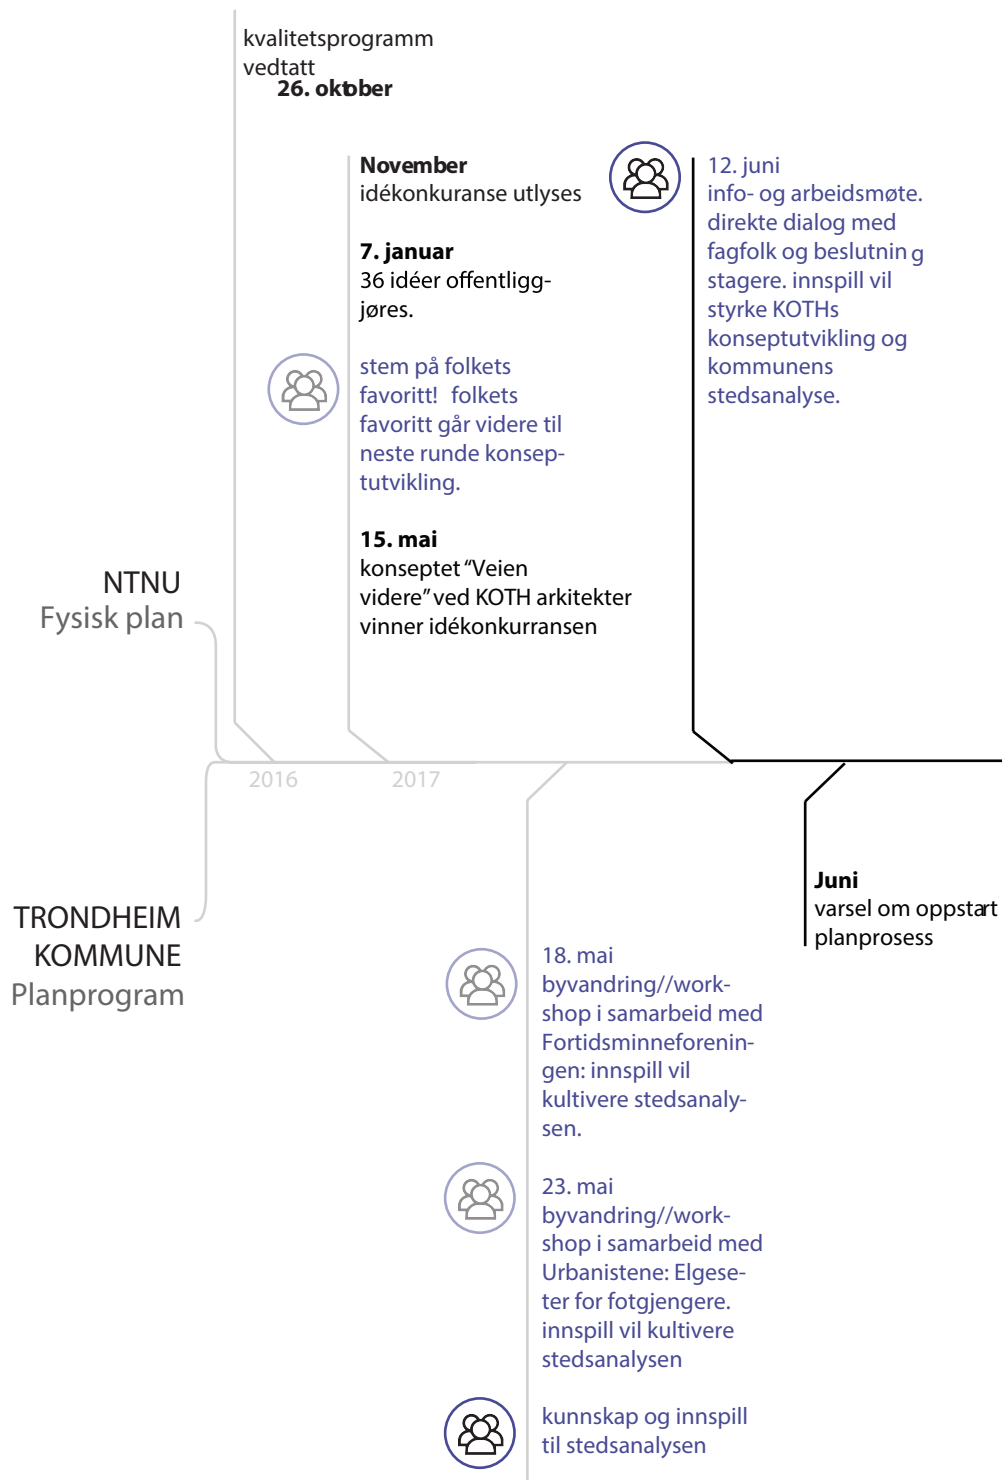 kvalitetsprogramm
vedtatt
26. oktober
November
idékonkuranse utlyses
7. januar
36 idéer offentligg-
jøres.
stem på folkets
favoritt! folkets
favoritt går videre til
neste runde konsep-
tutvikling.
15. mai
konseptet "Veien
videre" ved KOTH arkitekter
vinner idékonkurransen
12. juni
info- og arbeidsmøte.
direkte dialog med
fagfolk og beslutning
stagere. innspill vil
styrke KOTHs
konseptutvikling og
kommunens
stedsanalyse.
NTNU
Fysisk plan
2016
2017
TRONDHEIM
KOMMUNE
Planprogram
Juni
varsel om oppstart
planprosess
18. mai
byvandring//work-
shop i samarbeid med
Fortidsminneforenin-
gen: innspill vil
kultivere stedsanaly-
sen.
23. mai
byvandring//work-
shop i samarbeid med
Urbanistene: Elgese-
ter for fotgjengere.
innspill vil kultivere
stedsanalysen
kunnskap og innspill
til stedsanalysen